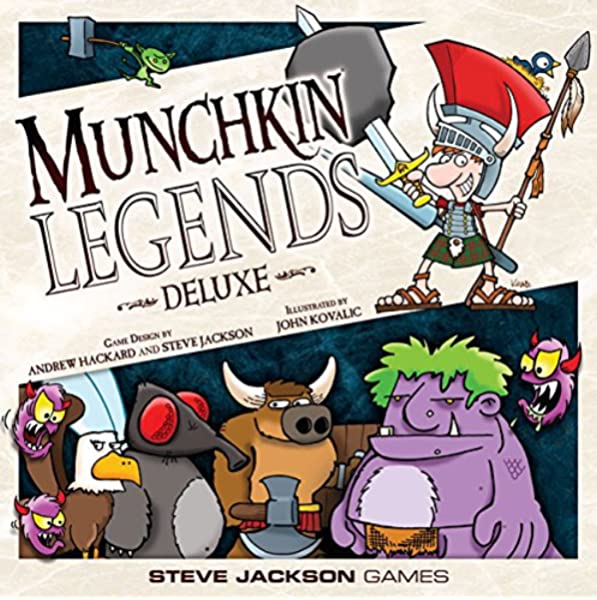 MUNCHKIN
LEGENDS
DELUXE
GAME DESIGN BY
ANDREW HACKARD AND STEVE JACKSON
ILLUSTRATED BY
JOHN KOVALIC
STEVE JACKSON GAMES